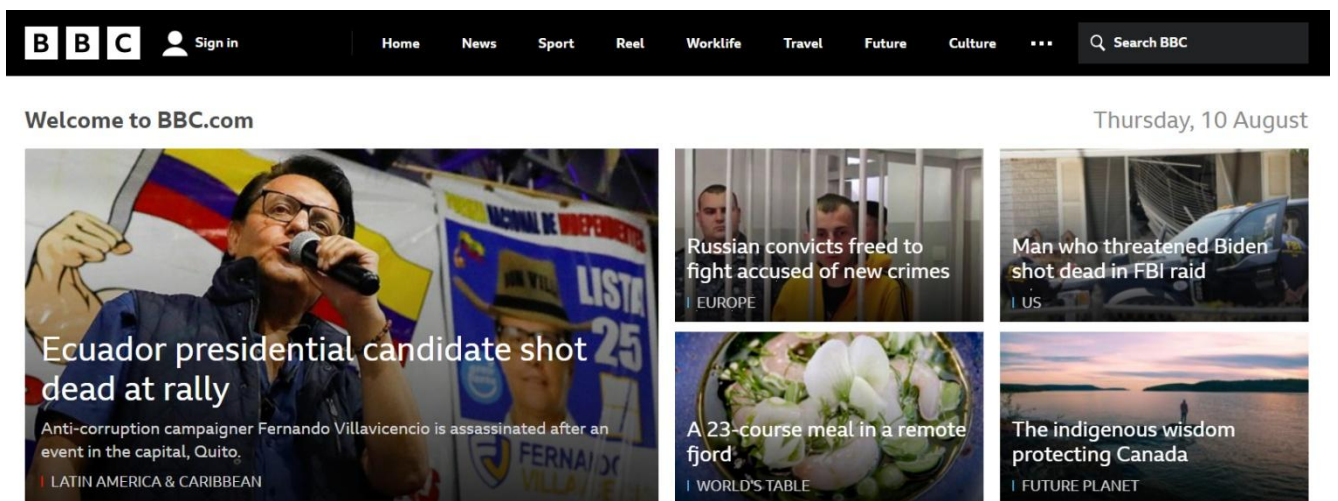 BBC Sign in Home News Sport Reel Worklife Travel Future Culture ... Search BBC
Welcome to BBC.com
Thursday, 10 August
NACIONAL DE
LISTA
25
FERNANDO
Ecuador presidential candidate shot
dead at rally
Anti-corruption campaigner Fernando Villavicencio is assassinated after an
event in the capital, Quito.
LATIN AMERICA & CARIBBEAN
Russian convicts freed to
fight accused of new crimes
EUROPE
Man who threatened Biden
shot dead in FBI raid
US
A 23-course meal in a remote
fjord
WORLD'S TABLE
The indigenous wisdom
protecting Canada
FUTURE PLANET